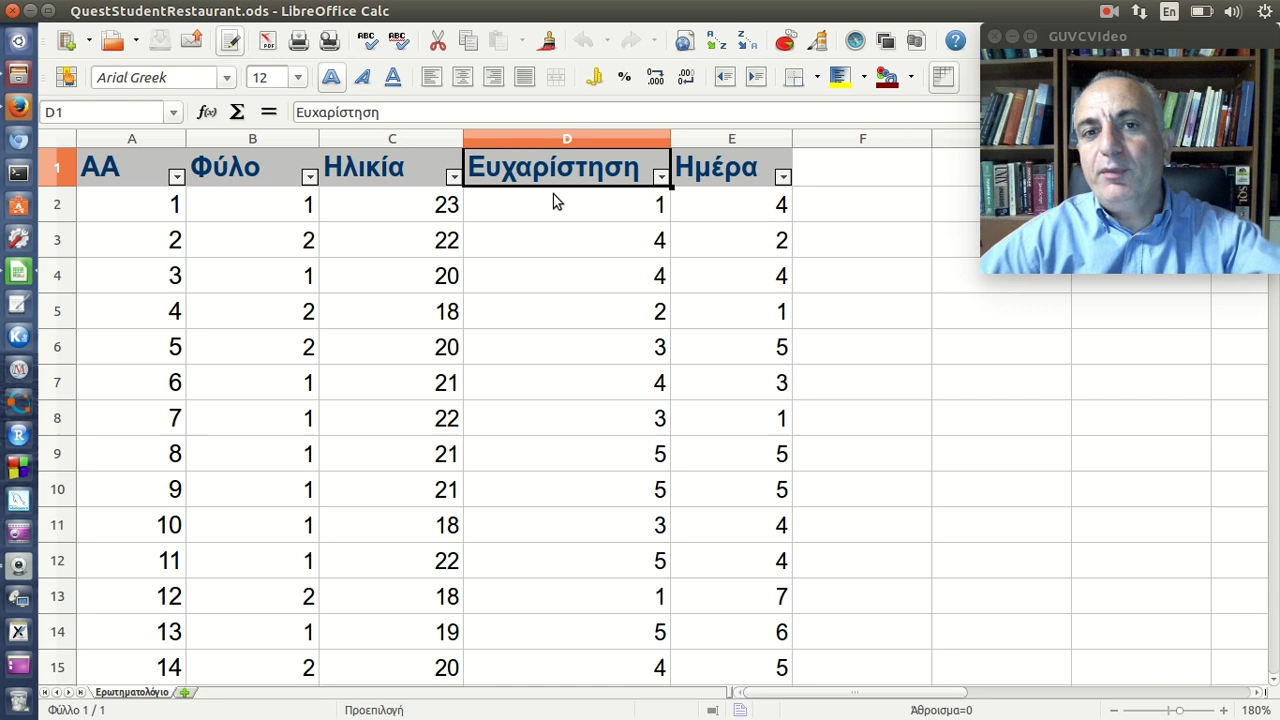 QuestStudentRestaurant.ods - LibreOffice Calc
En
GUVCVIdeo
Arial Greek
12
D1
Ευχαρίστηση
A B C D E F
1 ΑΑ Φύλο Ηλικία Ευχαρίστηση Ημέρα
2 1 1 23 1 4
3 2 2 22 4 2
4 3 1 20 4 4
5 4 2 18 2 1
6 5 2 20 3 5
7 6 1 21 4 3
8 7 1 22 3 1
9 8 1 21 5 5
10 9 1 21 5 5
11 10 1 18 3 4
12 11 1 22 5 4
13 12 2 18 1 7
14 13 1 19 5 6
15 14 2 20 4 5
Ερωτηματολόγιο
Φύλλο 1 / 1 Προεπιλογή Άθροισμα=0 180%